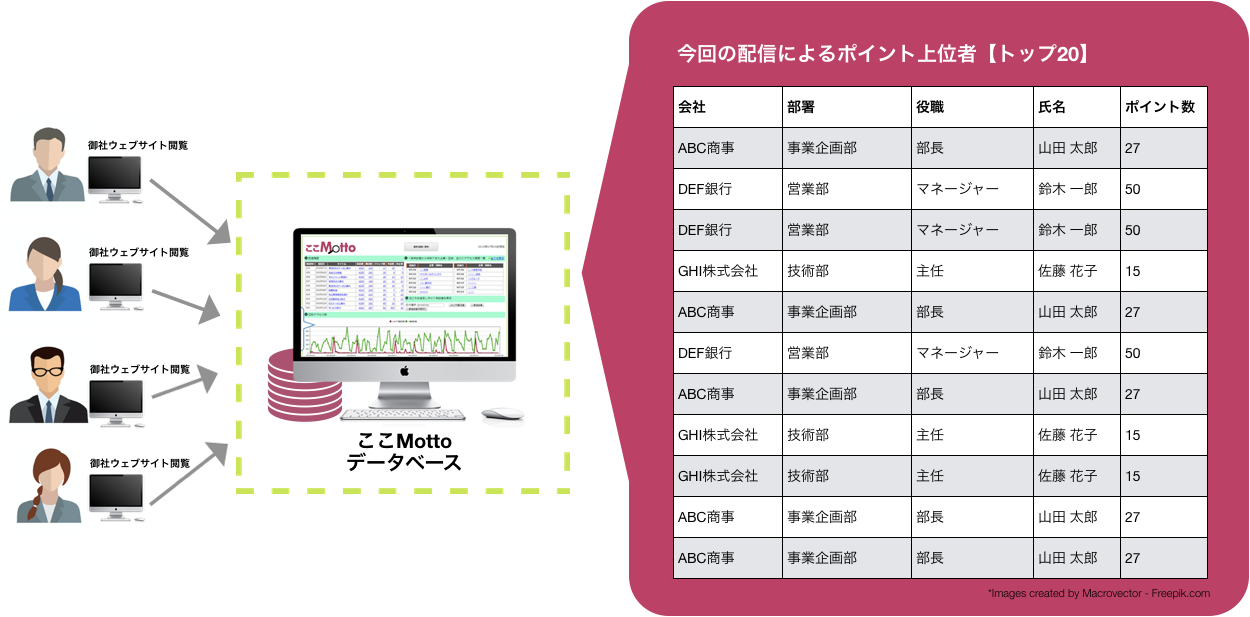 御社ウェブサイト閲覧
御社ウェブサイト閲覧
御社ウェブサイト閲覧
御社ウェブサイト閲覧
ここMotto
ここMotto
データベース
今回の配信によるポイント上位者【トップ20】
会社 部署 役職 氏名 ポイント数
ABC商事 事業企画部 部長 山田 太郎 27
DEF銀行 営業部 マネージャー 鈴木 一郎 50
DEF銀行 営業部 マネージャー 鈴木 一郎 50
GHI株式会社 技術部 主任 佐藤 花子 15
ABC商事 事業企画部 部長 山田 太郎 27
DEF銀行 営業部 マネージャー 鈴木 一郎 50
ABC商事 事業企画部 部長 山田 太郎 27
GHI株式会社 技術部 主任 佐藤 花子 15
GHI株式会社 技術部 主任 佐藤 花子 15
ABC商事 事業企画部 部長 山田 太郎 27
ABC商事 事業企画部 部長 山田 太郎 27
*Images created by Macrovector - Freepik.com